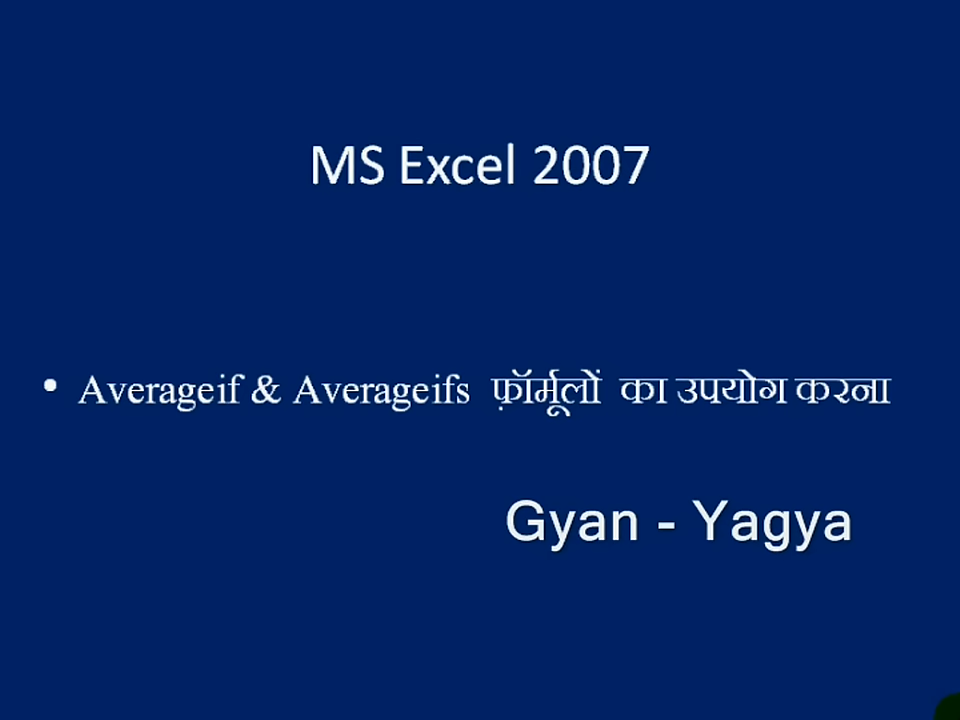 MS Excel 2007
• Averageif & Averageifs फ़ॉर्मूलों का उपयोग करना
Gyan - Yagya